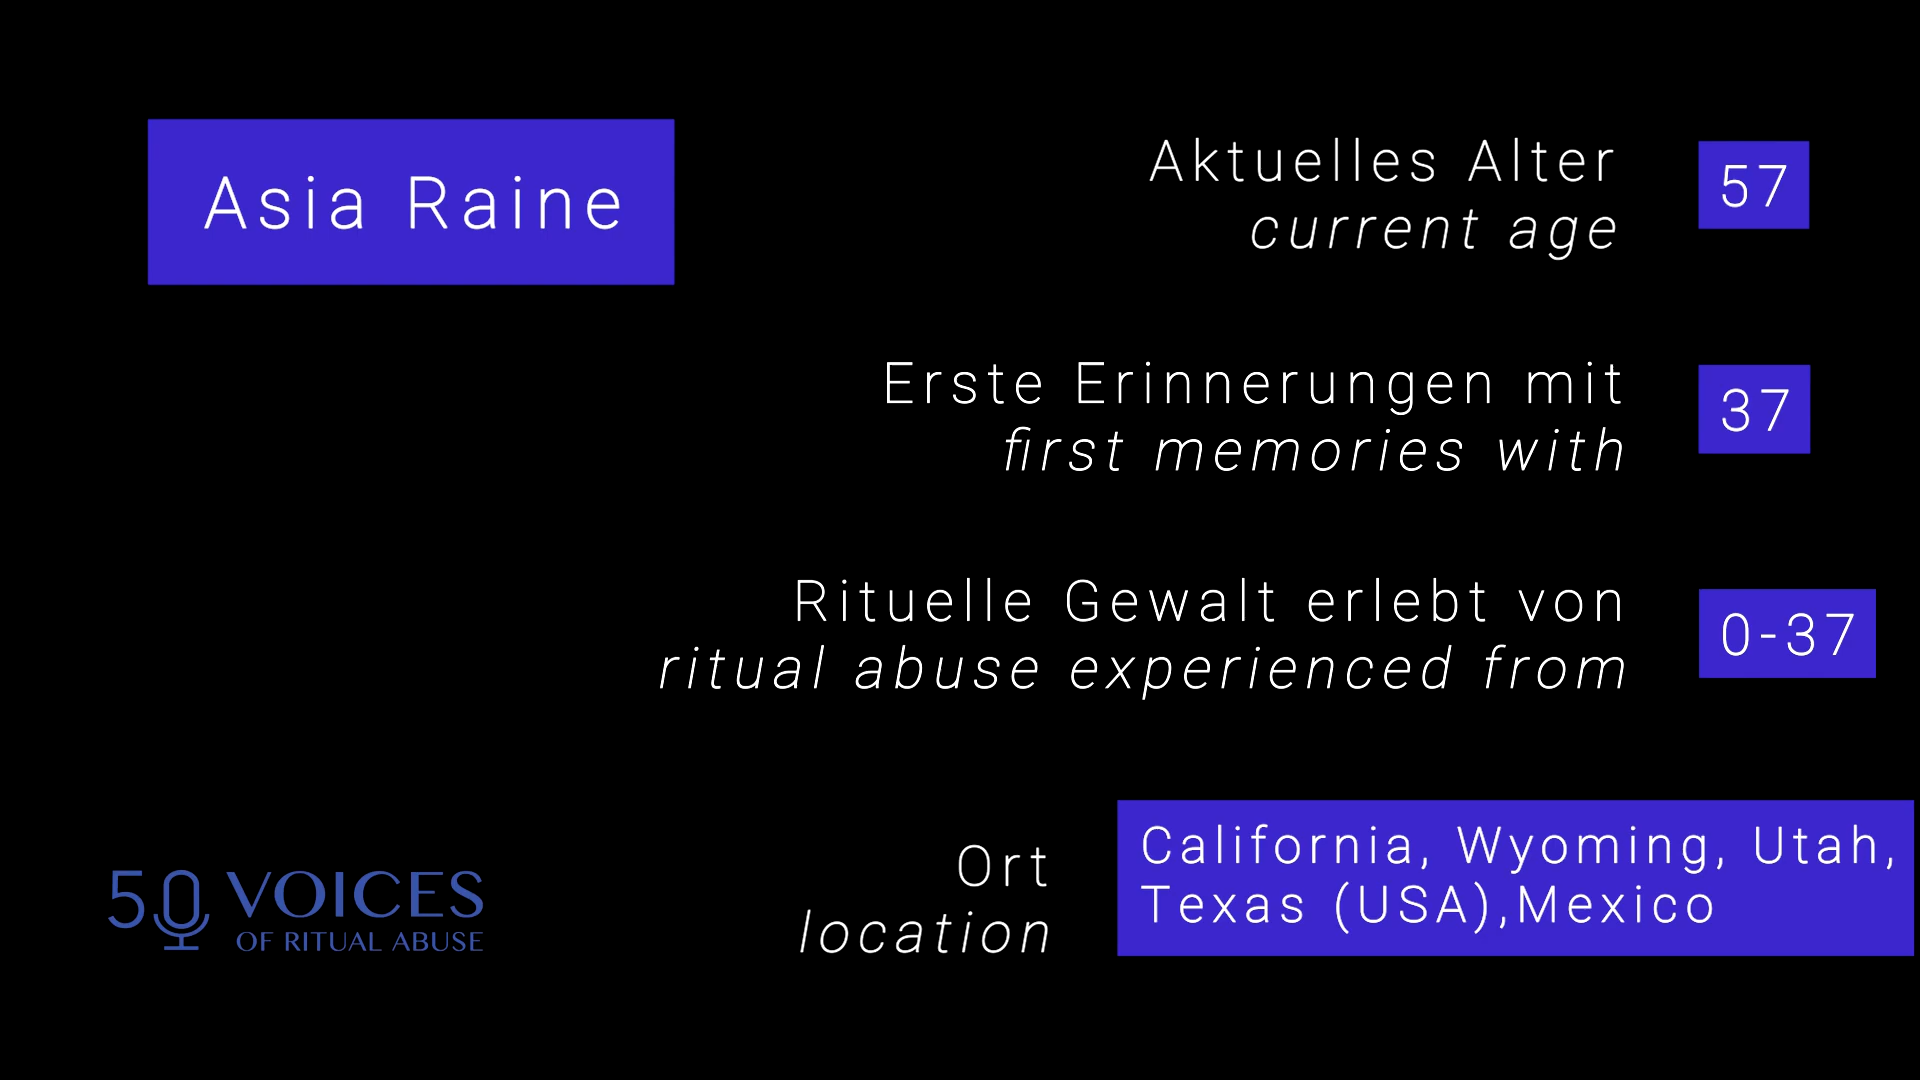 Asia Raine
Aktuelles Alter
current age
57
Erste Erinnerungen mit
first memories with
37
Rituelle Gewalt erlebt von
ritual abuse experienced from
0-37
Ort
location
California, Wyoming, Utah,
Texas (USA),Mexico
50 VOICES
OF RITUAL ABUSE